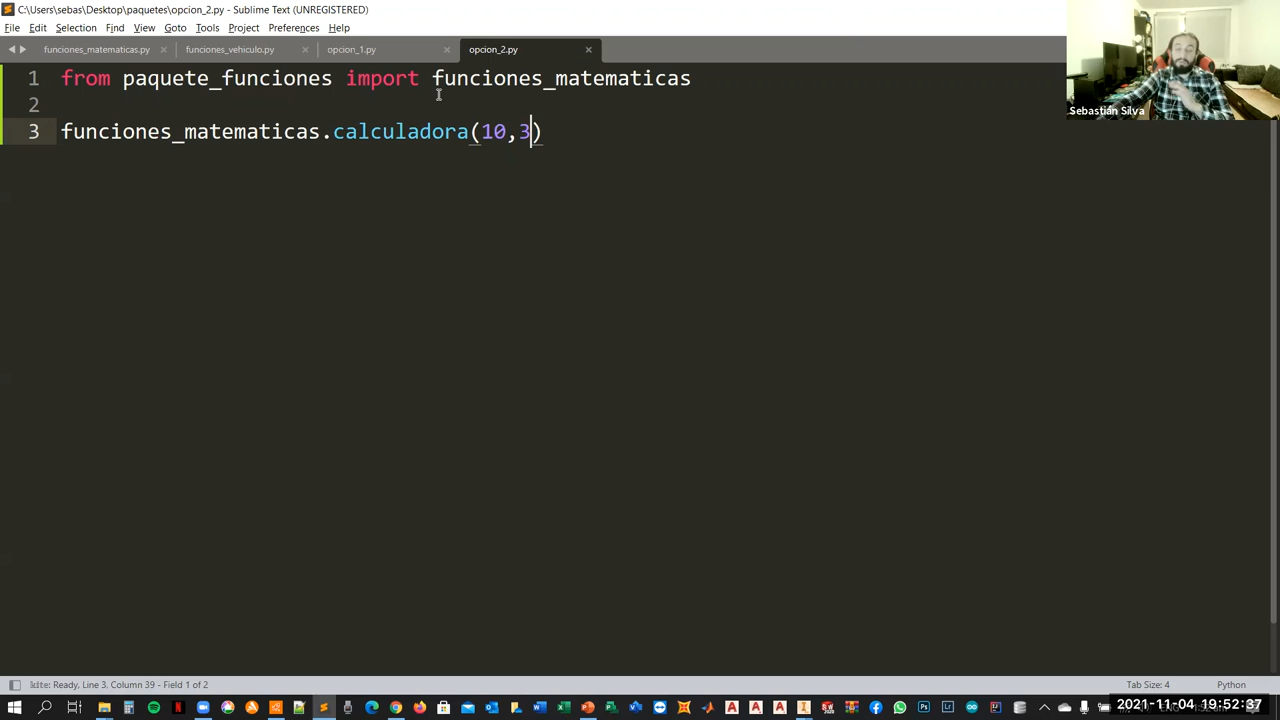 C:\Users\sebas\Desktop\paquetes\opcion_2.py - Sublime Text (UNREGISTERED)
File Edit Selection Find View Goto Tools Project Preferences Help
funciones_matematicas.py funciones_vehiculo.py opcion_1.py opcion_2.py
1 from paquete_funciones import funciones_matematicas
2
3 funciones_matematicas.calculadora(10,3)
Sebastián Silva
Ready, Line 3, Column 39 - Field 1 of 2 Tab Size: 4 Python
2021-11-04 19:52:37